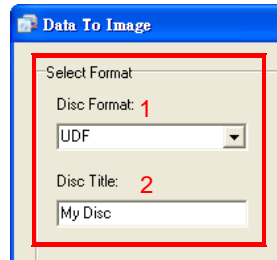 Data To Image
Select Format
Disc Format: 1
UDF
Disc Title: 2
My Disc